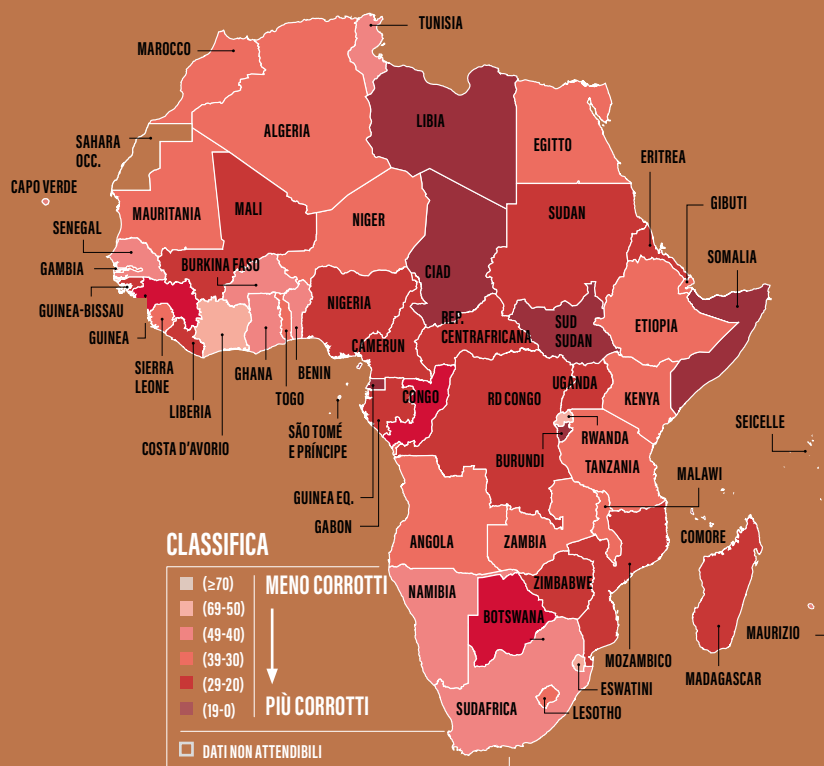 TUNISIA
MAROCCO
LIBIA
ALGERIA
EGITTO
SAHARA
OCC.
ERITREA
CAPO VERDE
MAURITANIA
MALI
NIGER
SUDAN
GIBUTI
SENEGAL
SOMALIA
GAMBIA
BURKINA FASO
CIAD
NIGERIA
GUINEA-BISSAU
REP.
CENTRAFRICANA
SUD
SUDAN
ETIOPIA
GUINEA
CAMERUN
SIERRA
LEONE
GHANA
BENIN
TOGO
CONGO
RD CONGO
UGANDA
KENYA
LIBERIA
SÃO TOMÉ
E PRÍNCIPE
SEICELLE
COSTA D'AVORIO
RWANDA
BURUNDI
TANZANIA
MALAWI
GUINEA EQ.
GABON
COMORE
ANGOLA
ZAMBIA
NAMIBIA
ZIMBABWE
BOTSWANA
MAURIZIO
MOZAMBICO
MADAGASCAR
ESWATINI
SUDAFRICA
LESOTHO
CLASSIFICA
(≥70)
(69-50)
(49-40)
(39-30)
(29-20)
(19-0)
MENO CORROTTI
PIÙ CORROTTI
DATI NON ATTENDIBILI